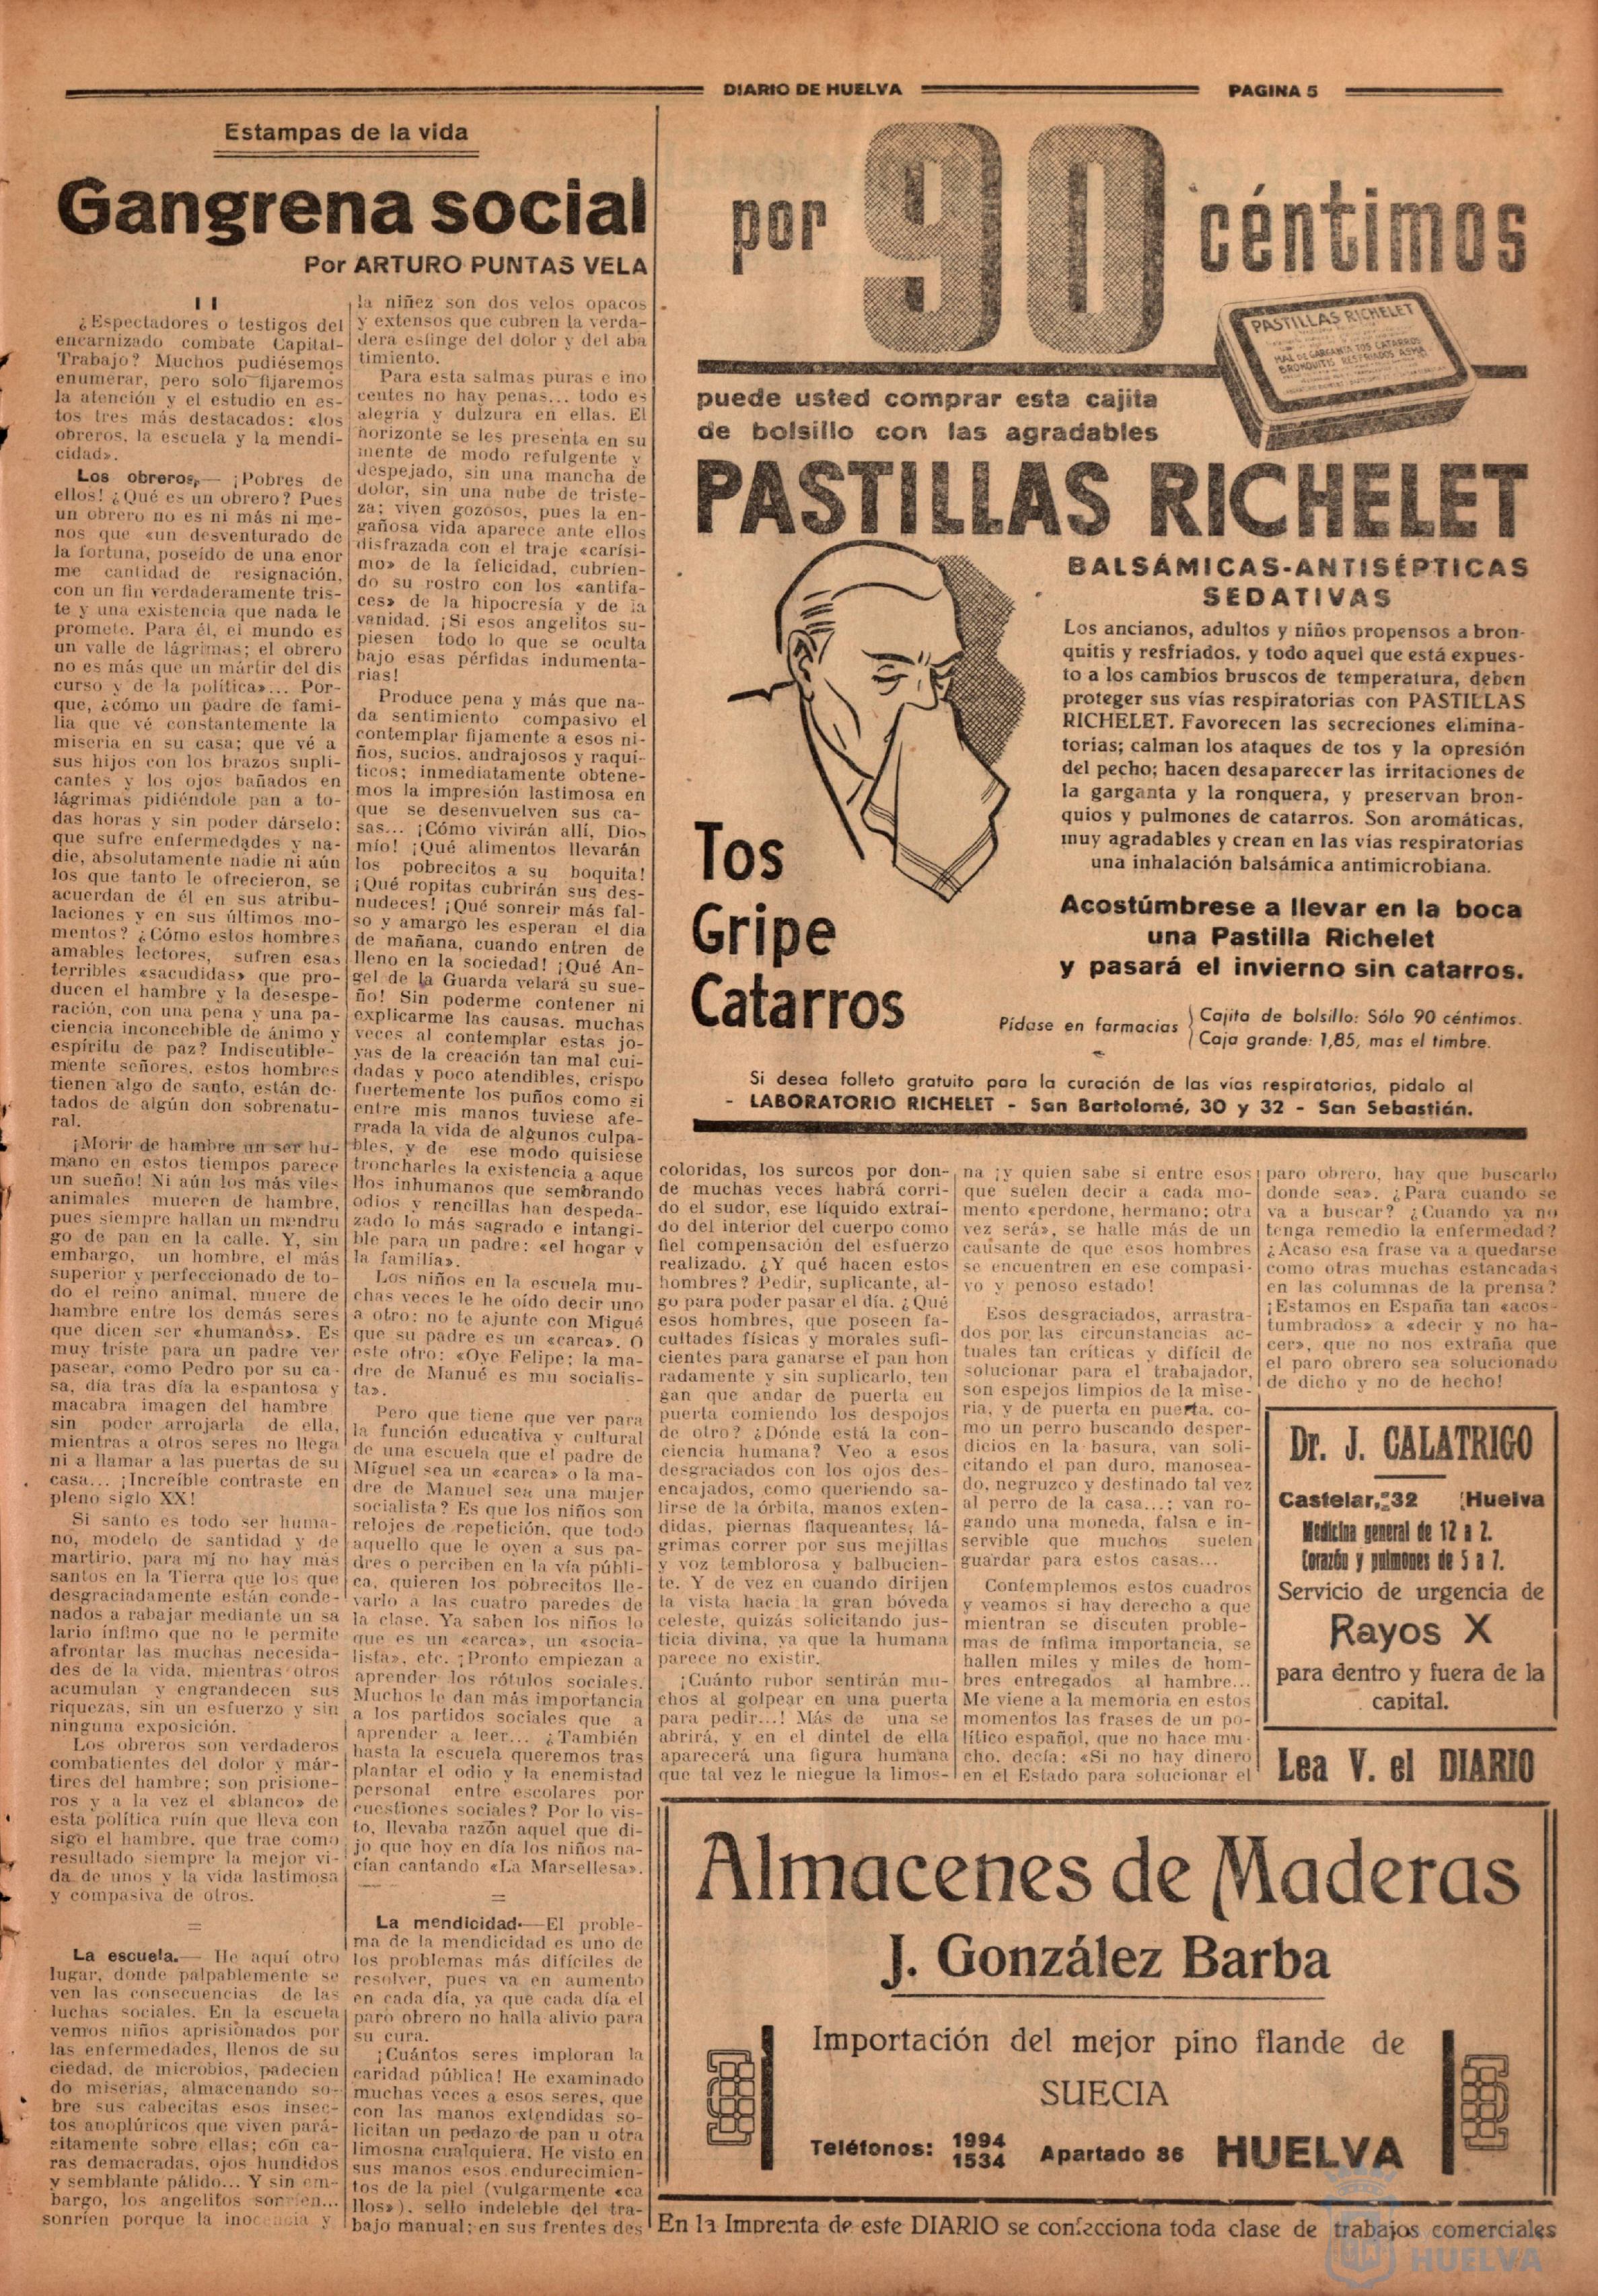 DIARIO DE HUELVA
PAGINA 5
Estampas de la vida
Gangrena social
Por ARTURO PUNTAS VELA
II
¿Espectadores o testigos del
encarnizado combate Capital-
Trabajo? Muchos pudiésemos
enumerar, pero solo fijaremos
la atención y el estudio en es-
tos tres más destacados: «los
obreros, la escuela y la mendi-
cidad».
Los obreros,— ¡Pobres de
ellos! ¿Qué es un obrero? Pues
un obrero no es ni más ni me-
nos que «un desventurado de
la fortuna, poseído de una enor
me cantidad de resignación,
con un fin verdaderamente tris-
te y una existencia que nada le
promete. Para él, el mundo es
un valle de lágrimas; el obrero
no es más que un mártir del dis
curso y de la política»... Por-
que, ¿cómo un padre de fami-
lia que vé constantemente la
miseria en su casa; que vé a
sus hijos con los brazos supli-
cantes y los ojos bañados en
lágrimas pidiéndole pan a to-
das horas y sin poder dárselo;
que sufre enfermedades y na-
die, absolutamente nadie ni aún
los que tanto le ofrecieron, se
acuerdan de él en sus atribu-
laciones y en sus últimos mo-
mentos? ¿Cómo estos hombres
amables lectores, sufren esas
terribles «sacudidas» que pro-
ducen el hambre y la desespe-
ración, con una pena y una pa-
ciencia inconcebible de ánimo y
espíritu de paz? Indiscutible-
mente señores, estos hombres
tienen algo de santo, están do-
tados de algún don sobrenatu-
ral.
¡Morir de hambre un ser hu-
mano en estos tiempos parece
un sueño! Ni aún los más viles
animales mueren de hambre,
pues siempre hallan un mendru
go de pan en la calle. Y, sin
embargo, un hombre, el más
superior y perfeccionado de to-
do el reino animal, muere de
hambre entre los demás seres
que dicen ser «humanos». Es
muy triste para un padre ver
pasear, como Pedro por su ca-
sa, día tras día la espantosa y
macabra imagen del hambre
sin poder arrojarla de ella,
mientras a otros seres no llega
ni a llamar a las puertas de su
casa... ¡Increíble contraste en
pleno siglo XX!
Si santo es todo ser huma-
no, modelo de santidad y de
martirio, para mi no hay más
santos en la Tierra que los que
desgraciadamente están conde-
nados a rabajar mediante un sa
lario ínfimo que no le permite
afrontar las muchas necesida-
des de la vida, mientras otros
acumulan y engrandecen sus
riquezas, sin un esfuerzo y sin
ninguna exposición.
Los obreros son verdaderos
combatientes del dolor y már-
tires del hambre; son prisione-
ros y a la vez el «blanco» de
esta política ruín que lleva con
sigo el hambre, que trae como
resultado siempre la mejor vi-
da de unos y la vida lastimosa
y compasiva de otros.
=
La escuela.— He aquí otro
lugar, donde palpablemente se
ven las consecuencias de las
luchas sociales. En la escuela
vemos niños aprisionados por
las enfermedades, llenos de su
ciedad, de microbios, padecien
do miserias, almacenando so-
bre sus cabecitas esos insec-
tos anoplúricos que viven pará-
sitamente sobre ellas; con ca-
ras demacradas, ojos hundidos
y semblante pálido... Y sin em-
bargo, los angelitos sonríen...
sonríen porque la inocencia y
la niñez son dos velos opacos
y extensos que cubren la verda-
dera esfinge del dolor y del aba
timiento.
Para esta salmas puras e ino
centes no hay penas... todo es
alegría y dulzura en ellas. El
horizonte se les presenta en su
mente de modo refulgente y
despejado, sin una mancha de
dolor, sin una nube de triste-
za; viven gozosos, pues la en-
gañosa vida aparece ante ellos
disfrazada con el traje «carísi-
mo» de la felicidad, cubrien-
do su rostro con los «antifa-
ces» de la hipocresía y de la
vanidad. ¡Si esos angelitos su-
piesen todo lo que se oculta
bajo esas pérfidas indumenta-
rias!
Produce pena y más que na-
da sentimiento compasivo el
contemplar fijamente a esos ni-
ños, sucios, andrajosos y raquí-
ticos; inmediatamente obtene-
mos la impresión lastimosa en
que se desenvuelven sus ca-
sas... ¡Cómo vivirán allí, Dios
mío! ¡Qué alimentos llevarán
los pobrecitos a su boquita!
¡Qué ropitas cubrirán sus des-
nudeces! ¡Qué sonreir más fal-
so y amargo les esperan el día
de mañana, cuando entren de
lleno en la sociedad! ¡Qué An-
gel de la Guarda velará su sue-
ño! Sin poderme contener ni
explicarme las causas, muchas
veces al contemplar estas jo-
yas de la creación tan mal cui-
dadas y poco atendibles, crispo
fuertemente los puños como si
entre mis manos tuviese afe-
rrada la vida de algunos culpa-
bles, y de ese modo quisiese
troncharles la existencia a aque
llos inhumanos que sembrando
odios y rencillas han despeda-
zado lo más sagrado e intangi-
ble para un padre: «el hogar y
la familia».
Los niños en la escuela mu-
chas veces le he oído decir uno
a otro: no te ajunte con Migué
que su padre es un «carca». O
este otro: «Oye Felipe; la ma-
dre de Manué es mu socialis-
ta».
Pero que tiene que ver para
la función educativa y cultural
de una escuela que el padre de
Miguel sea un «carca» o la ma-
dre de Manuel sea una mujer
socialista? Es que los niños son
relojes de repetición, que todo
aquello que le oyen a sus pa-
dres o perciben en la vía públi-
ca, quieren los pobrecitos lle-
varlo a las cuatro paredes de
la clase. Ya saben los niños lo
que es un «carca», un «socia-
lista», etc. ¡Pronto empiezan a
aprender los rótulos sociales.
Muchos le dan más importancia
a los partidos sociales que a
aprender a leer... ¿También
hasta la escuela queremos tras
plantar el odio y la enemistad
personal entre escolares por
cuestiones sociales? Por lo vis-
to, llevaba razón aquel que di-
jo que hoy en día los niños na-
cían cantando «La Marsellesa».
=
La mendicidad.—El proble-
ma de la mendicidad es uno de
los problemas más difíciles de
resolver, pues va en aumento
en cada día, ya que cada día el
paro obrero no halla alivio para
su cura.
¡Cuántos seres imploran la
caridad pública! He examinado
muchas veces a esos seres, que
con las manos extendidas so-
licitan un pedazo de pan u otra
limosna cualquiera. He visto en
sus manos esos endurecimien-
tos de la piel (vulgarmente «ca
llos»), sello indeleble del tra-
bajo manual; en sus frentes des
coloridas, los surcos por don-
de muchas veces habrá corri-
do el sudor, ese líquido extraí-
do del interior del cuerpo como
fiel compensación del esfuerzo
realizado. ¿Y qué hacen estos
hombres? Pedir, suplicante, al-
go para poder pasar el día. ¿Qué
esos hombres, que poseen fa-
cultades físicas y morales sufi-
cientes para ganarse el pan hon
radamente y sin suplicarlo, ten
gan que andar de puerta en
puerta comiendo los despojos
de otro? ¿Dónde está la con-
ciencia humana? Veo a esos
desgraciados con los ojos des-
encajados, como queriendo sa-
lirse de la órbita, manos exten-
didas, piernas flaqueantes, lá-
grimas correr por sus mejillas
y voz temblorosa y balbucien-
te. Y de vez en cuando dirijen
la vista hacia la gran bóveda
celeste, quizás solicitando jus-
ticia divina, ya que la humana
parece no existir.
¡Cuánto rubor sentirán mu-
chos al golpear en una puerta
para pedir...! Más de una se
abrirá, y en el dintel de ella
aparecerá una figura humana
que tal vez le niegue la limos-
na ¡y quien sabe si entre esos
que suelen decir a cada mo-
mento «perdone, hermano; otra
vez será», se halle más de un
causante de que esos hombres
se encuentren en ese compasi-
vo y penoso estado!
Esos desgraciados, arrastra-
dos por las circunstancias ac-
tuales tan críticas y difícil de
solucionar para el trabajador,
son espejos limpios de la mise-
ria, y de puerta en puerta, co-
mo un perro buscando desper-
dicios en la basura, van soli-
citando el pan duro, manosea-
do, negruzco y destinado tal vez
al perro de la casa...; van ro-
gando una moneda, falsa e in-
servible que muchos suelen
guardar para estos casos...
Contemplemos estos cuadros
y veamos si hay derecho a que
mientran se discuten proble-
mas de ínfima importancia, se
hallen miles y miles de hom-
bres entregados al hambre...
Me viene a la memoria en estos
momentos las frases de un po-
lítico español, que no hace mu-
cho, decía: «Si no hay dinero
en el Estado para solucionar el
paro obrero, hay que buscarlo
donde sea». ¿Para cuando se
va a buscar? ¿Cuando ya no
tenga remedio la enfermedad?
¿Acaso esa frase va a quedarse
como otras muchas estancadas
en las columnas de la prensa?
¡Estamos en España tan «acos-
tumbrados» a «decir y no ha-
cer», que no nos extraña que
el paro obrero sea solucionado
de dicho y no de hecho!
por 90 céntimos
PASTILLAS RICHELET
MAL DE GARGANTA TOS CATARROS
BRONQUITIS RESFRIADOS ASMA
puede usted comprar esta cajita
de bolsillo con las agradables
PASTILLAS RICHELET
BALSÁMICAS-ANTISÉPTICAS
SEDATIVAS
Los ancianos, adultos y niños propensos a bron-
quitis y resfriados, y todo aquel que está expues-
to a los cambios bruscos de temperatura, deben
proteger sus vías respiratorias con PASTILLAS
RICHELET. Favorecen las secreciones elimina-
torias; calman los ataques de tos y la opresión
del pecho; hacen desaparecer las irritaciones de
la garganta y la ronquera, y preservan bron-
quios y pulmones de catarros. Son aromáticas,
muy agradables y crean en las vías respiratorias
una inhalación balsámica antimicrobiana.
Tos
Gripe
Catarros
Acostúmbrese a llevar en la boca
una Pastilla Richelet
y pasará el invierno sin catarros.
Pídase en farmacias
Cajita de bolsillo: Sólo 90 céntimos.
Caja grande: 1,85, mas el timbre.
Si desea folleto gratuito para la curación de las vías respiratorias, pídalo al
- LABORATORIO RICHELET - San Bartolomé, 30 y 32 - San Sebastián.
Dr. J. CALATRIGO
Castelar, 32 Huelva
Medicina general de 12 a 2.
Corazón y pulmones de 5 a 7.
Servicio de urgencia de
Rayos X
para dentro y fuera de la
capital.
Lea V. el DIARIO
Almacenes de Maderas
J. González Barba
Importación del mejor pino flande de
SUECIA
Teléfonos: 1994
1534
Apartado 86 HUELVA
En la Imprenta de este DIARIO se confecciona toda clase de trabajos comerciales
HUELVA